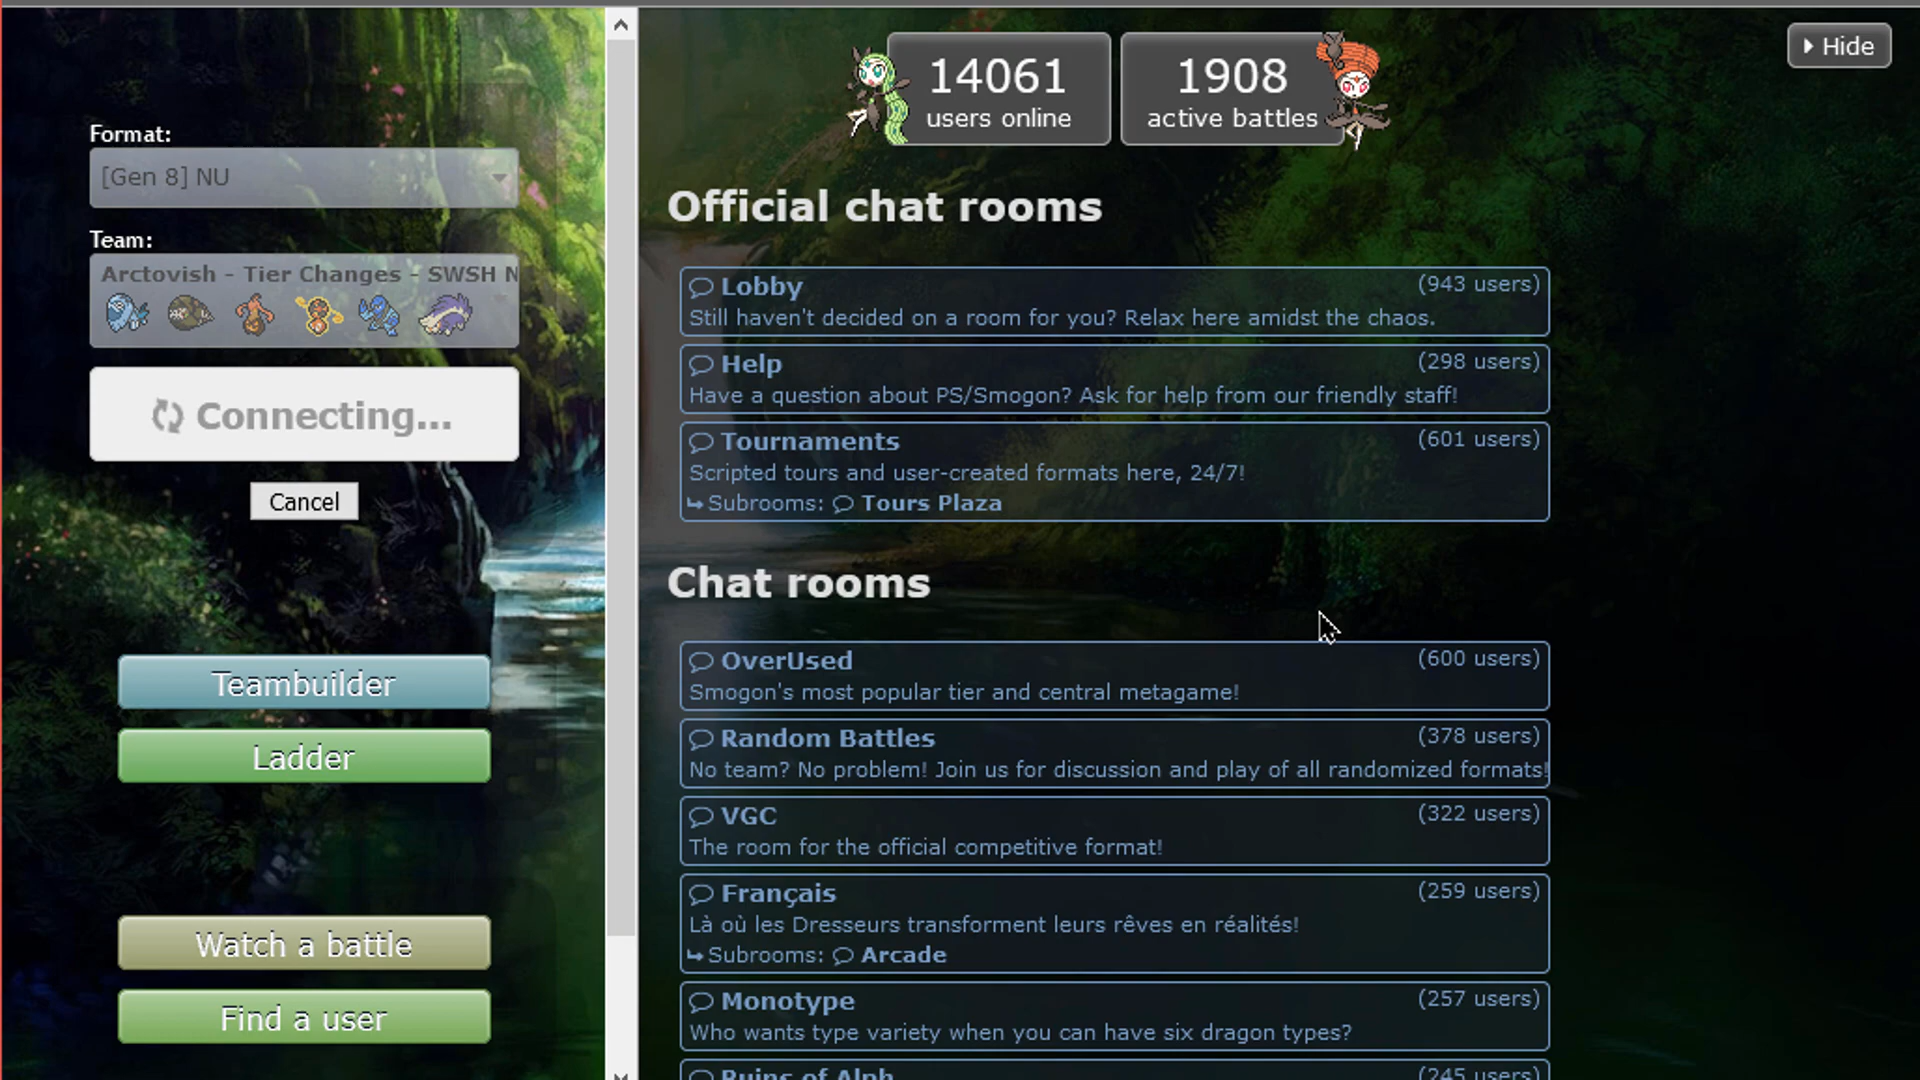 Format:
[Gen 8] NU
Team:
Arctovish - Tier Changes - SWSH N
Connecting...
Cancel
Teambuilder
Ladder
Watch a battle
Find a user
14061
users online
1908
active battles
Hide
Official chat rooms
Lobby (943 users)
Still haven't decided on a room for you? Relax here amidst the chaos.
Help (298 users)
Have a question about PS/Smogon? Ask for help from our friendly staff!
Tournaments (601 users)
Scripted tours and user-created formats here, 24/7!
Subrooms: Tours Plaza
Chat rooms
OverUsed (600 users)
Smogon's most popular tier and central metagame!
Random Battles (378 users)
No team? No problem! Join us for discussion and play of all randomized formats!
VGC (322 users)
The room for the official competitive format!
Français (259 users)
Là où les Dresseurs transforment leurs rêves en réalités!
Subrooms: Arcade
Monotype (257 users)
Who wants type variety when you can have six dragon types?
Ruins of Alph (245 users)